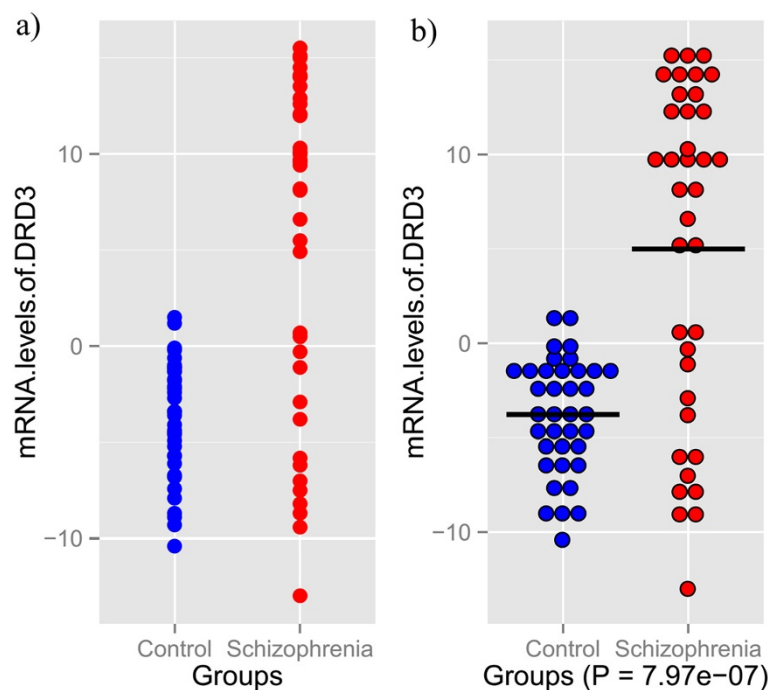 a)
mRNA.levels.of.DRD3
10
0
−10
Control
Schizophrenia
Groups
b)
mRNA.levels.of.DRD3
10
0
−10
Control
Schizophrenia
Groups (P = 7.97e−07)